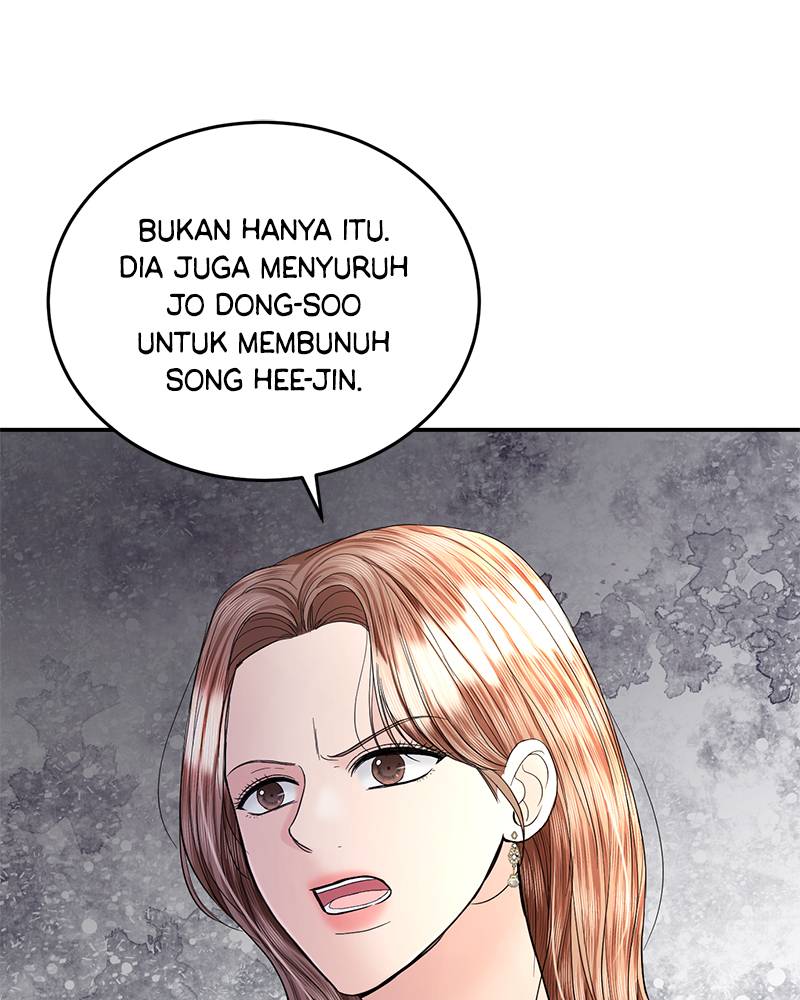 BUKAN HANYA ITU.
DIA JUGA MENYURUH
JO DONG-SOO
UNTUK MEMBUNUH
SONG HEE-JIN.